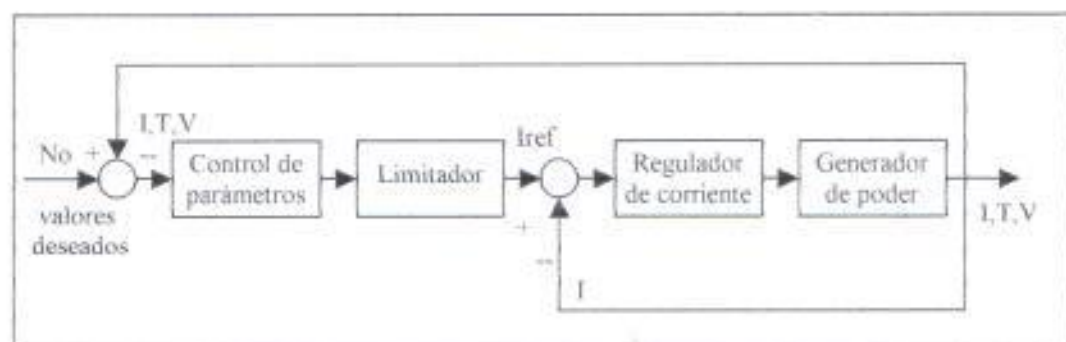 I,T,V
No +
--
Control de
parámetros
Limitador
Iref
Regulador
de corriente
Generador
de poder
valores
deseados
+
--
I
I,T,V